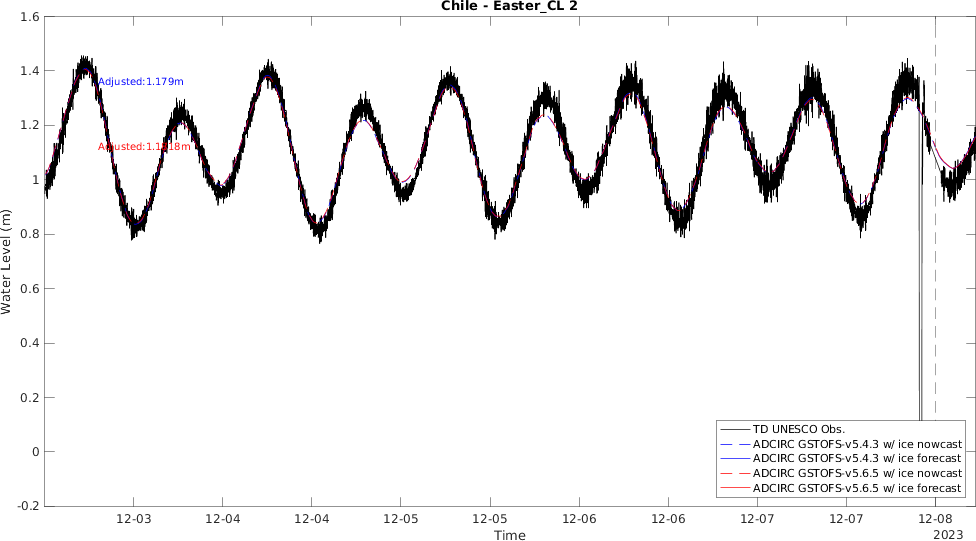 Chile - Easter_CL 2
1.6
1.4
1.2
1
0.8
0.6
0.4
0.2
0
-0.2
Water Level (m)
Adjusted:1.179m
TD UNESCO Obs.
ADCIRC GSTOFS-v5.4.3 w/ ice nowcast
ADCIRC GSTOFS-v5.4.3 w/ ice forecast
ADCIRC GSTOFS-v5.6.5 w/ ice nowcast
ADCIRC GSTOFS-v5.6.5 w/ ice forecast
12-03 12-04 12-04 12-05 12-05 12-06 12-06 12-07 12-07 12-08
2023
Time